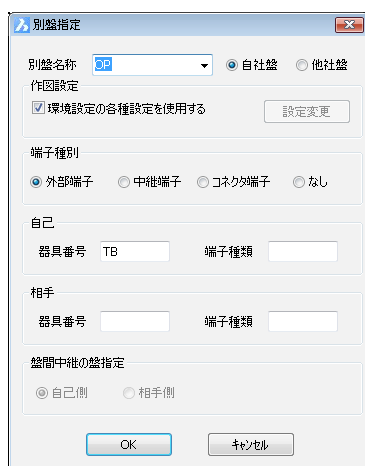 別盤指定
別盤名称 OP 自社盤 他社盤
作図設定
環境設定の各種設定を使用する 設定変更
端子種別
外部端子 中継端子 コネクタ端子 なし
自己
器具番号 TB 端子種類
相手
器具番号 端子種類
盤間中継の盤指定
自己側 相手側
OK キャンセル